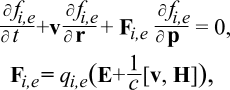 ∂f_{i,e}/∂t + v ∂f_{i,e}/∂r + F_{i,e} ∂f_{i,e}/∂p = 0,
F_{i,e} = q_{i,e}(E + 1/c [v, H]),